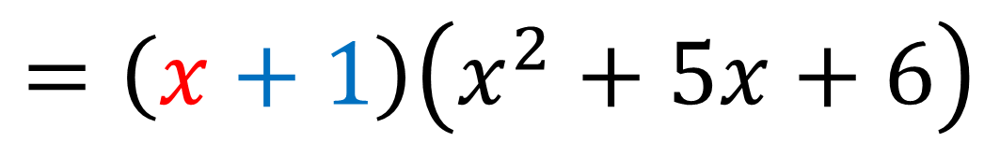 = (x + 1)(x² + 5x + 6)